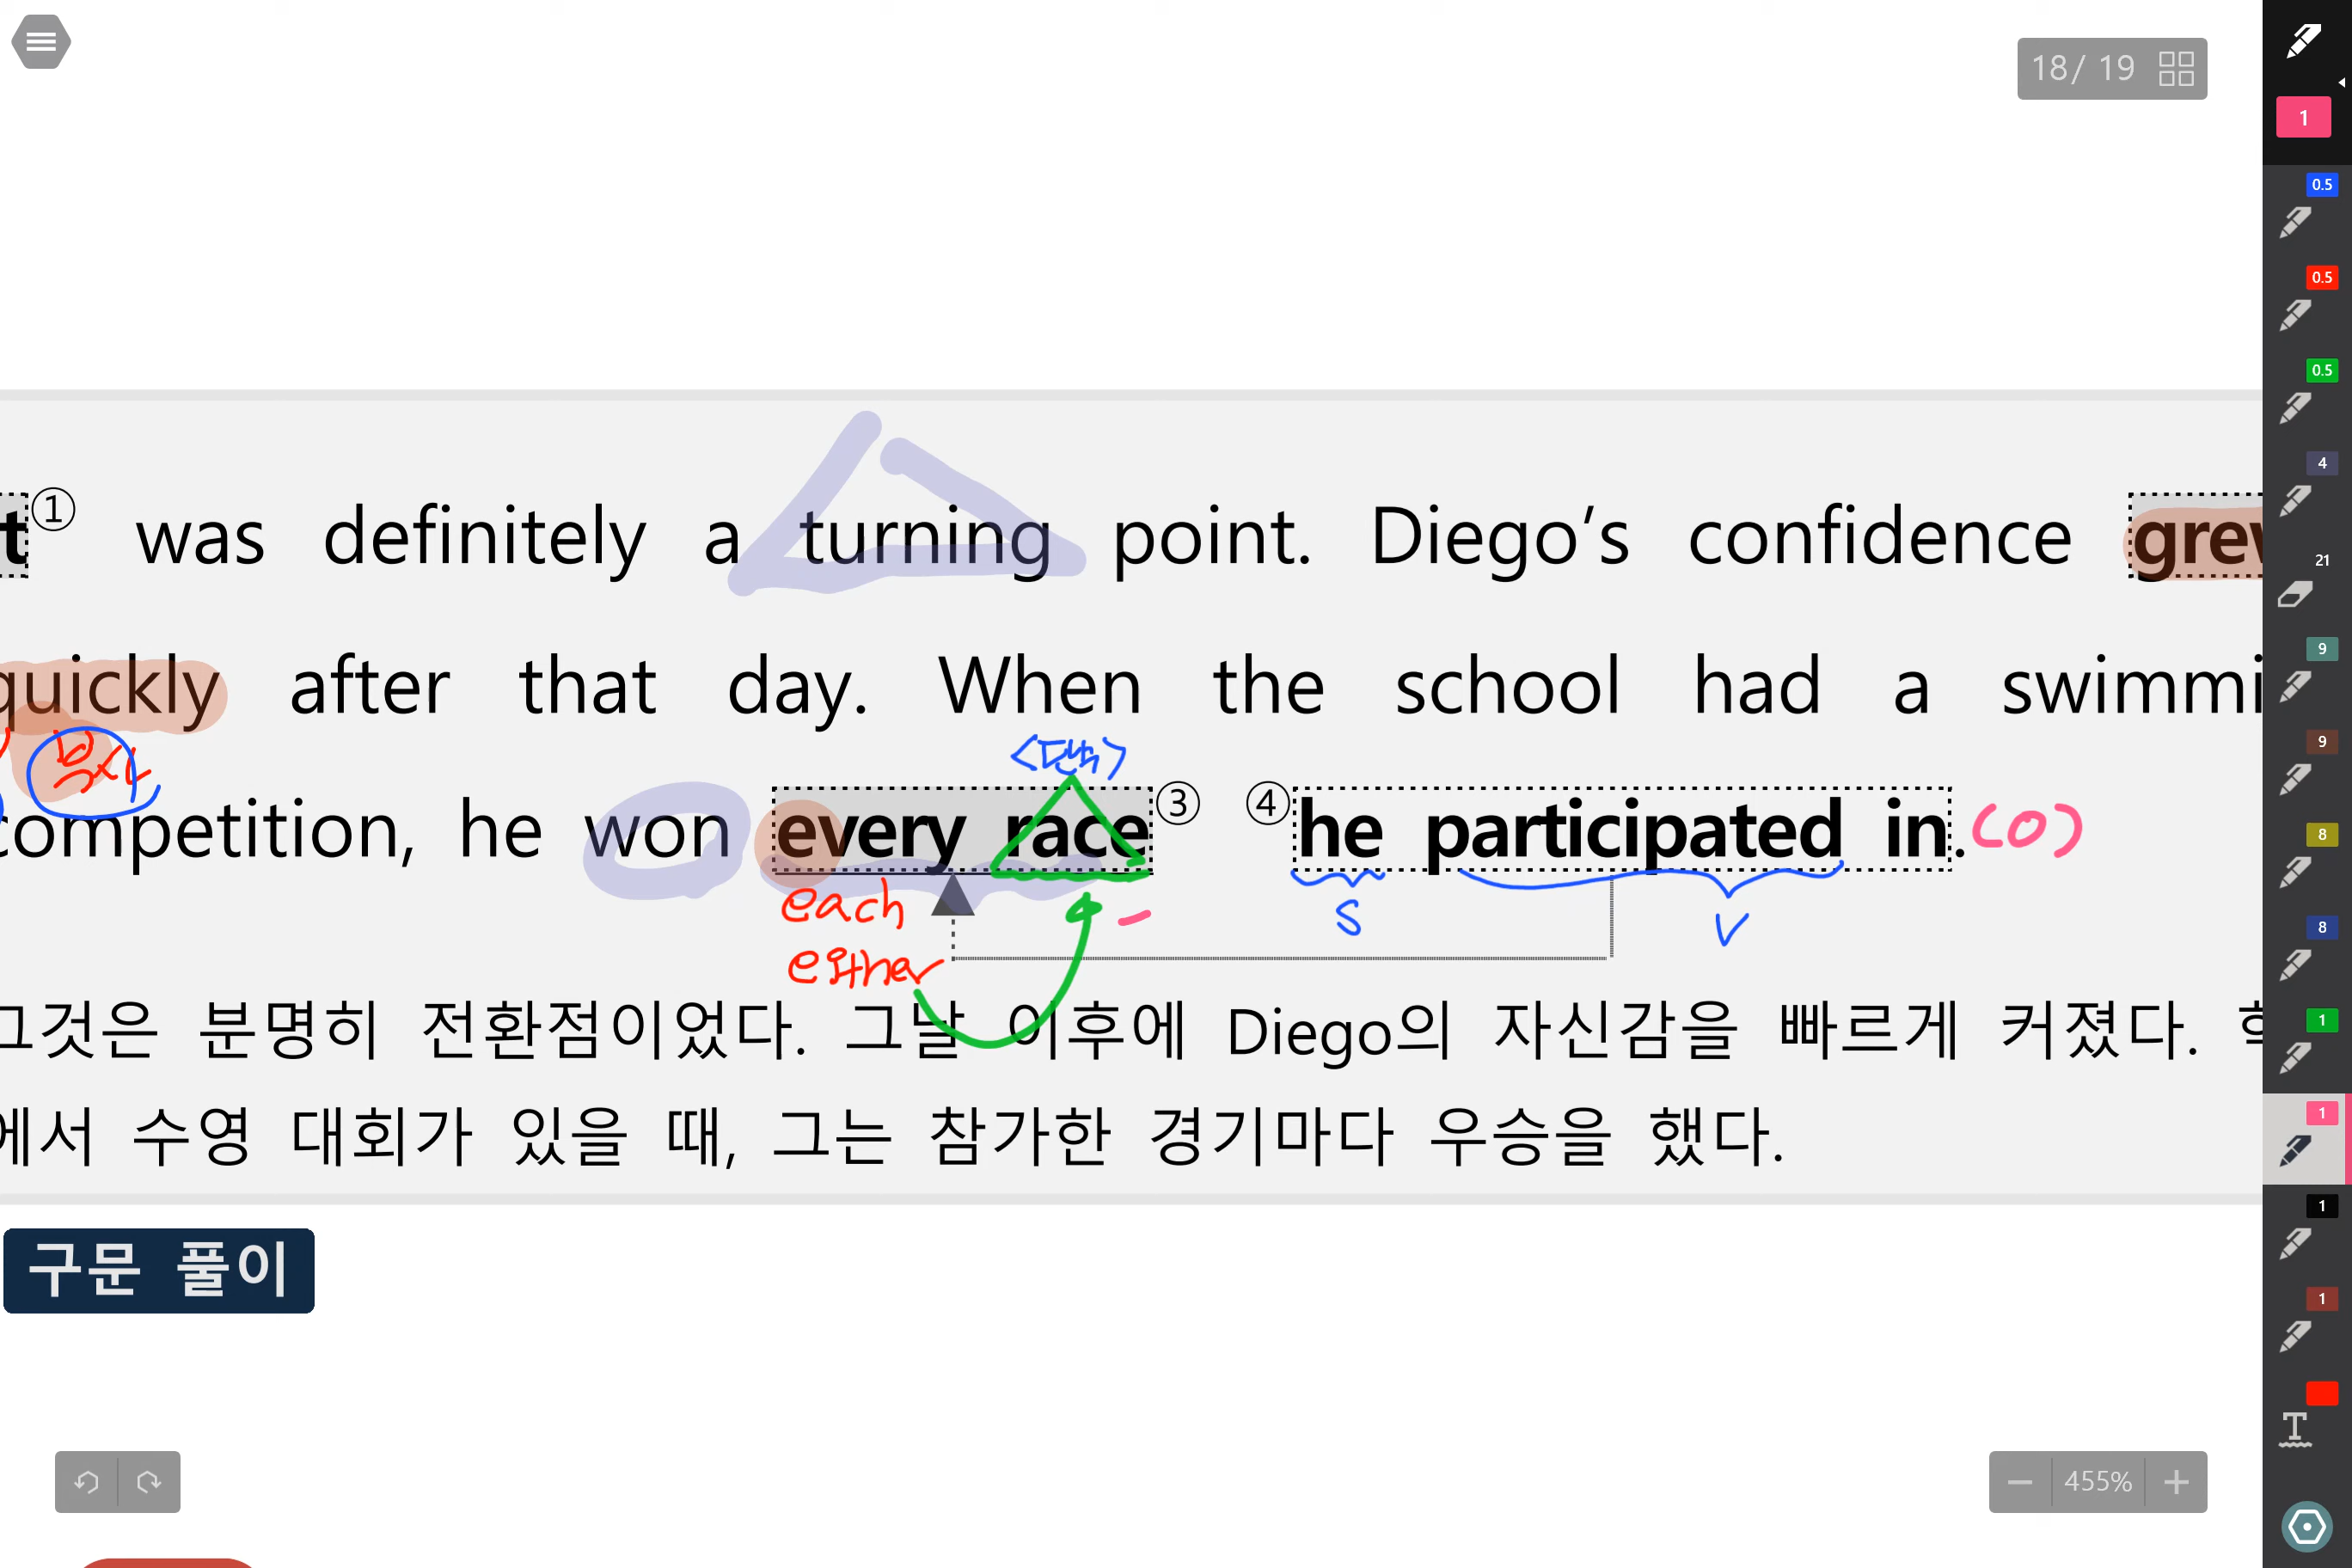 18/ 19
1
0.5
0.5
0.5
4
21
9
9
8
8
1
1
1
1
t① was definitely a turning point. Diego's confidence grew
quickly after that day. When the school had a swimmi
복사
<단수>
competition, he won every race③ ④he participated in.(o)
each
either
S
V
그것은 분명히 전환점이었다. 그날 이후에 Diego의 자신감을 빠르게 커졌다. 학
에서 수영 대회가 있을 때, 그는 참가한 경기마다 우승을 했다.
구문 풀이
455%